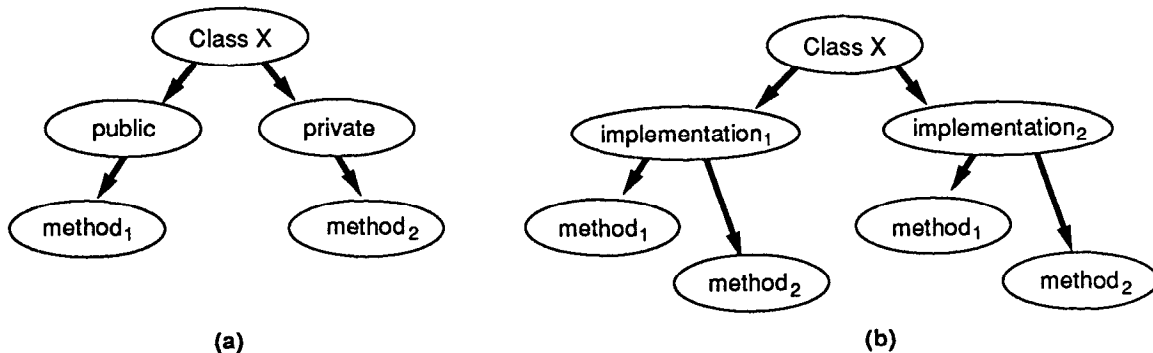 Class X
public
private
method1
method2
(a)
Class X
implementation1
implementation2
method1
method2
method1
method2
(b)